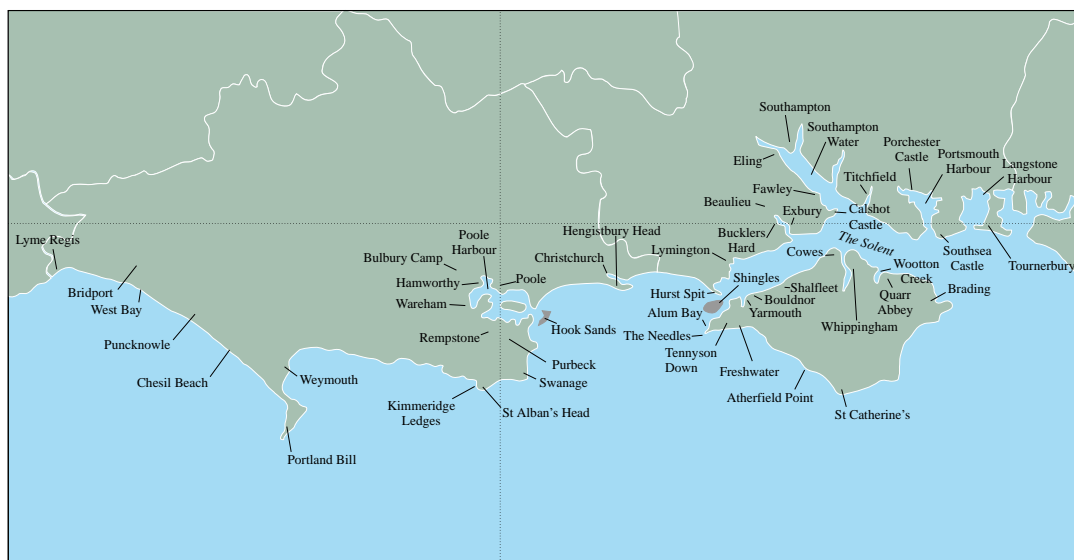 Southampton
Southampton
Water
Porchester
Castle
Portsmouth
Harbour
Langstone
Harbour
Eling
Titchfield
Fawley
Beaulieu
Exbury
Calshot
Castle
Bucklers
Hard
Hengistbury Head
Lyme Regis
Poole
Harbour
The Solent
Lymington
Cowes
Southsea
Castle
Tournerbury
Bulbury Camp
Christchurch
Wootton
Creek
Hamworthy
Poole
Shingles
Shalfleet
Quarr
Abbey
Brading
Bridport
West Bay
Hurst Spit
Bouldnor
Wareham
Alum Bay
Yarmouth
Puncknowle
Rempstone
Hook Sands
The Needles
Whippingham
Purbeck
Tennyson
Down
Freshwater
Chesil Beach
Weymouth
Swanage
Kimmeridge
Ledges
St Alban's Head
Atherfield Point
St Catherine's
Portland Bill